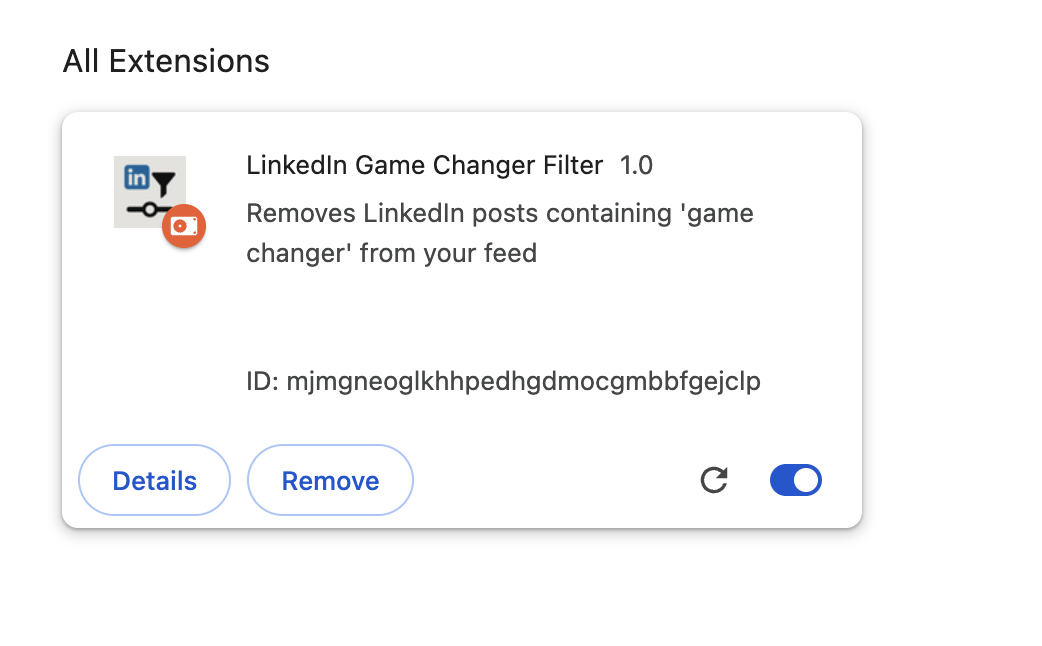 All Extensions
in
LinkedIn Game Changer Filter 1.0
Removes LinkedIn posts containing 'game
changer' from your feed
ID: mjmgneoglkhhpedhgdmocgmbbfgejclp
Details
Remove